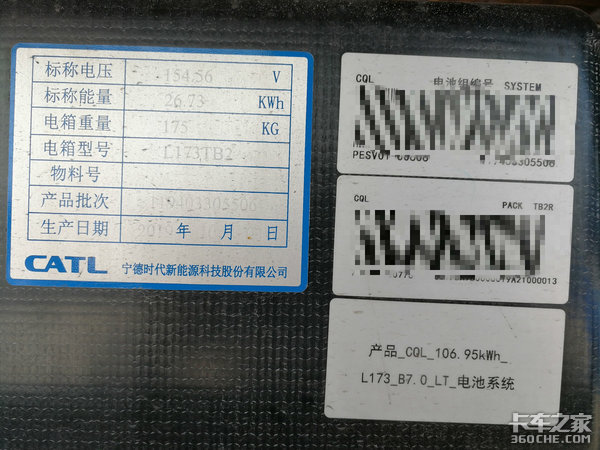 标称电压 154.56 V
标称能量 26.73 KWh
电箱重量 175 KG
电箱型号 L173TB2
物料号
产品批次
生产日期 年 月 日
CATL 宁德时代新能源科技股份有限公司
CQL 电池组编号 SYSTEM
CQL PACK TB2R
产品_CQL_106.95kWh_
L173_B7.0_LT_电池系统
卡车之家
360CHE.COM